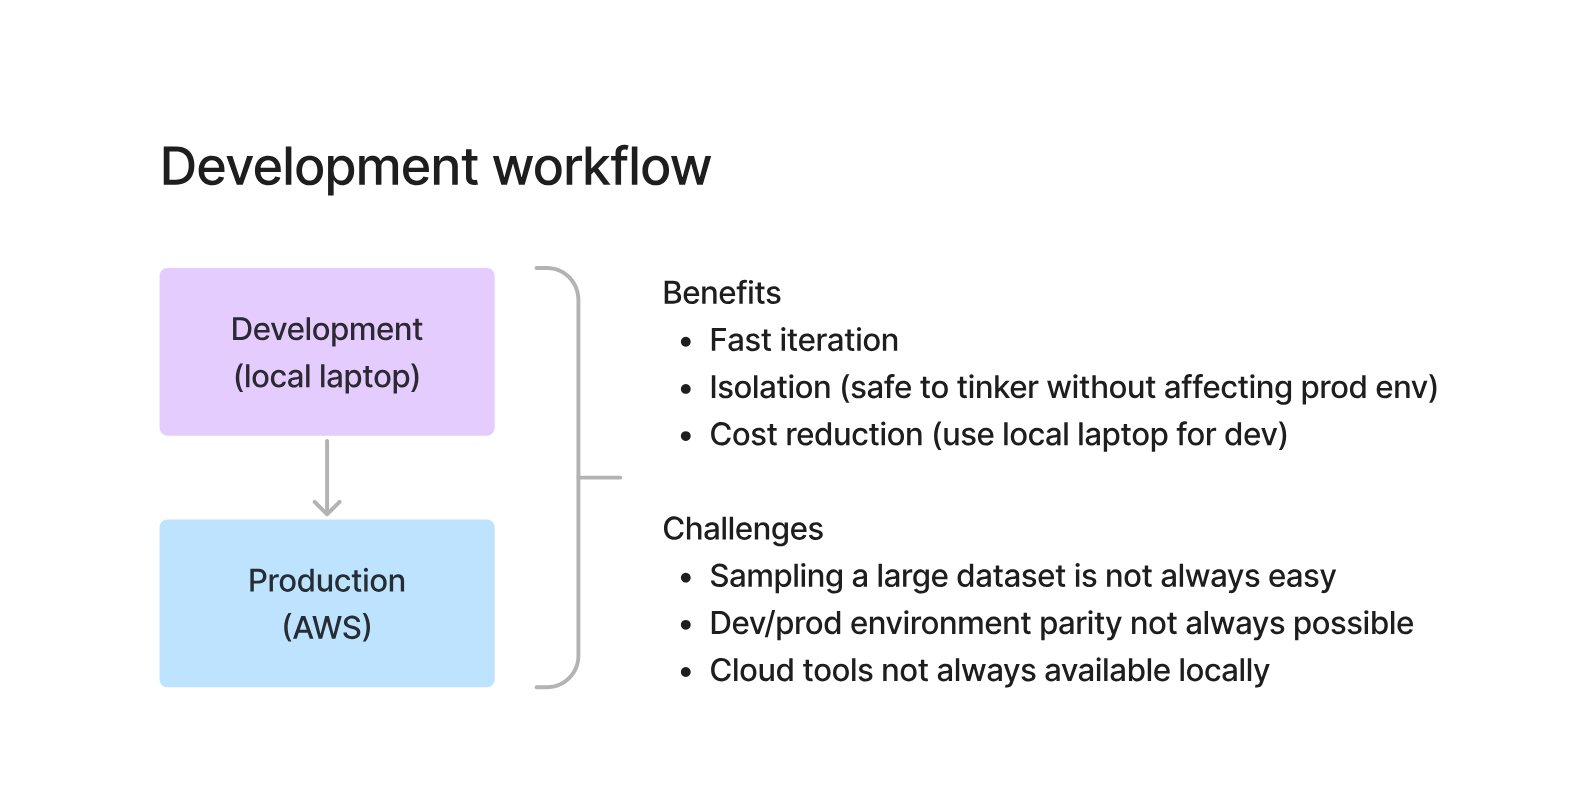 Development workflow
Development
(local laptop)
Production
(AWS)
Benefits
• Fast iteration
• Isolation (safe to tinker without affecting prod env)
• Cost reduction (use local laptop for dev)
Challenges
• Sampling a large dataset is not always easy
• Dev/prod environment parity not always possible
• Cloud tools not always available locally